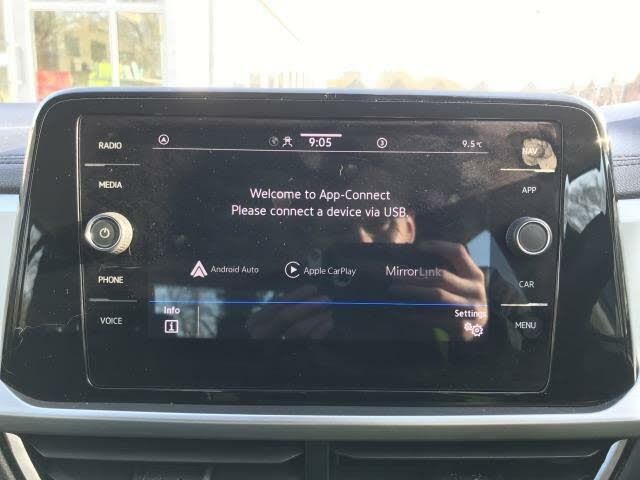 RADIO
MEDIA
PHONE
VOICE
A
9:05
3
9.5°C
Welcome to App-Connect
Please connect a device via USB.
Android Auto
Apple CarPlay
MirrorLink
Info
Settings
NAV
APP
CAR
MENU